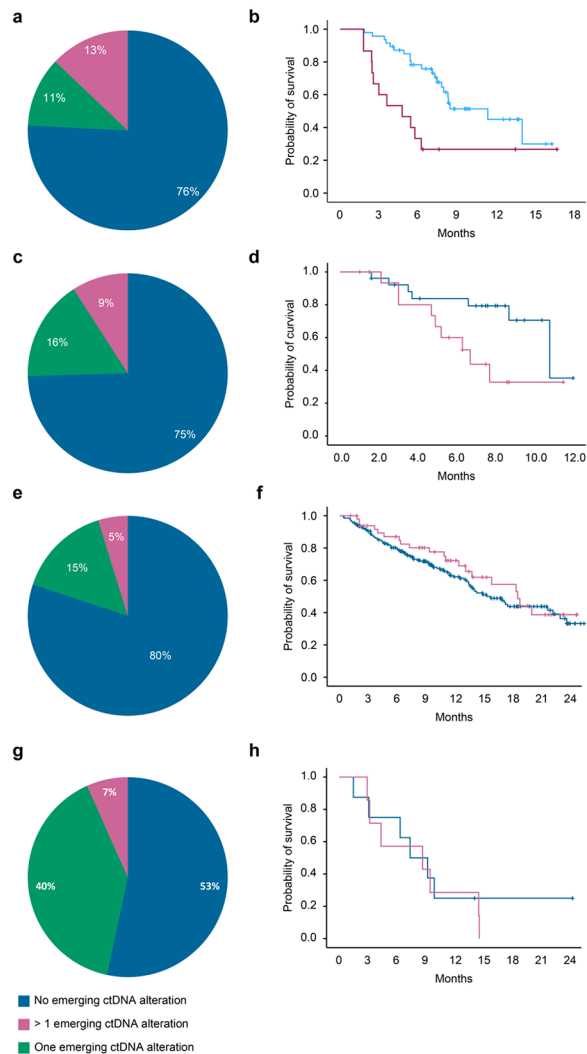 a
13%
11%
76%
b
Probability of survival
1.0
0.8
0.6
0.4
0.2
0.0
0 3 6 9 12 15 18
Months
c
9%
16%
75%
d
Probability of curvival
1.0
0.8
0.6
0.4
0.2
0.0
0.0 2.0 4.0 6.0 8.0 10.0 12.0
Months
e
5%
15%
80%
f
Probability of survival
1.0
0.8
0.6
0.4
0.2
0.0
0 3 6 9 12 15 18 21 24
Months
g
7%
40%
53%
h
Probability of survival
1.0
0.8
0.6
0.4
0.2
0.0
0 3 6 9 12 15 18 21 24
Months
No emerging ctDNA alteration
> 1 emerging ctDNA alteration
One emerging ctDNA alteration